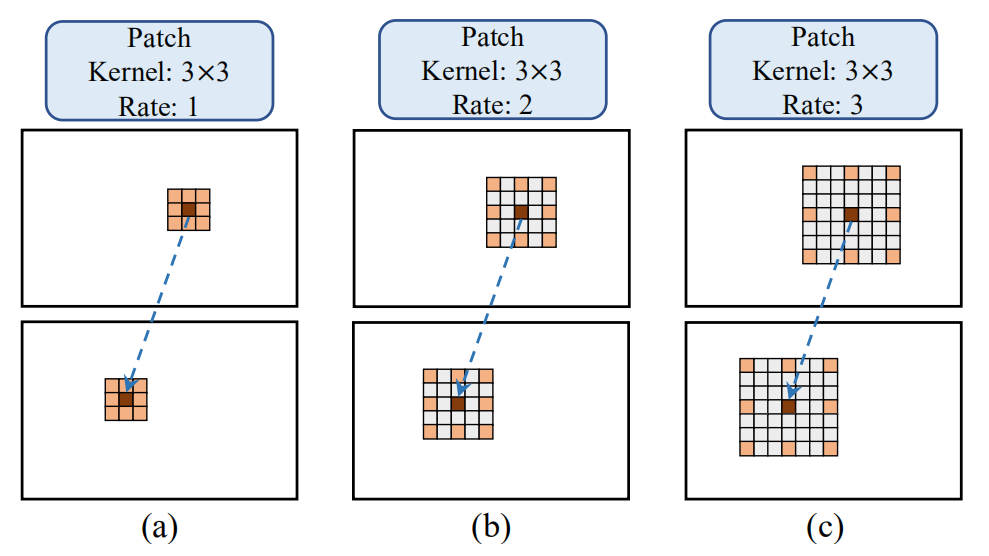 Patch
Kernel: 3×3
Rate: 1
Patch
Kernel: 3×3
Rate: 2
Patch
Kernel: 3×3
Rate: 3
(a)
(b)
(c)